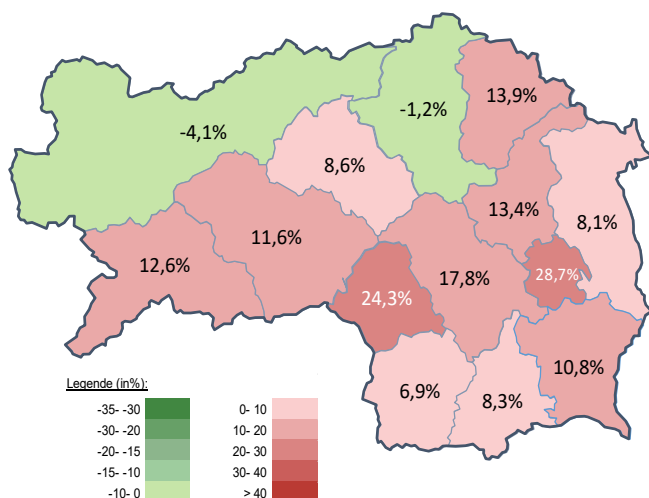 13,9%
-1,2%
-4,1%
8,6%
13,4%
8,1%
11,6%
12,6%
17,8%
28,7%
24,3%
10,8%
6,9%
8,3%
Legende (in%):
-35- -30 0- 10
-30- -20 10- 20
-20- -15 20- 30
-15- -10 30- 40
-10- 0 > 40